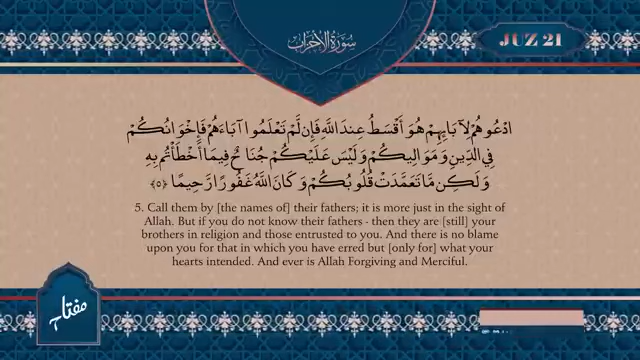 سُورَةُ الأَحْزَابِ
JUZ 21
ادْعُوهُمْ لِآبَائِهِمْ هُوَ أَقْسَطُ عِندَ اللَّهِ فَإِن لَّمْ تَعْلَمُوا آبَاءَهُمْ فَإِخْوَانُكُمْ
فِي الدِّينِ وَمَوَالِيكُمْ وَلَيْسَ عَلَيْكُمْ جُنَاحٌ فِيمَا أَخْطَأْتُم بِهِ
وَلَكِن مَّا تَعَمَّدَتْ قُلُوبُكُمْ وَكَانَ اللَّهُ غَفُورًا رَّحِيمًا ﴿٥﴾
5. Call them by [the names of] their fathers; it is more just in the sight of
Allah. But if you do not know their fathers - then they are [still] your
brothers in religion and those entrusted to you. And there is no blame
upon you for that in which you have erred but [only for] what your
hearts intended. And ever is Allah Forgiving and Merciful.
مفتاح